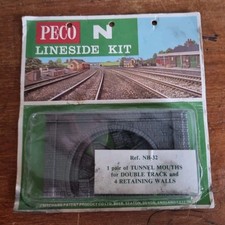 PECO N
LINESIDE KIT
Ref. NB-32
1 pair of TUNNEL MOUTHS
for DOUBLE TRACK and
4 RETAINING WALLS